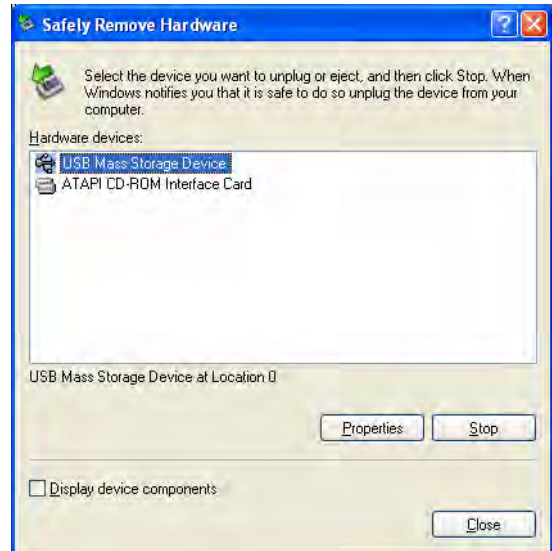 Safely Remove Hardware
Select the device you want to unplug or eject, and then click Stop. When
Windows notifies you that it is safe to do so unplug the device from your
computer.
Hardware devices:
USB Mass Storage Device
ATAPI CD-ROM Interface Card
USB Mass Storage Device at Location 0
Properties Stop
Display device components
Close